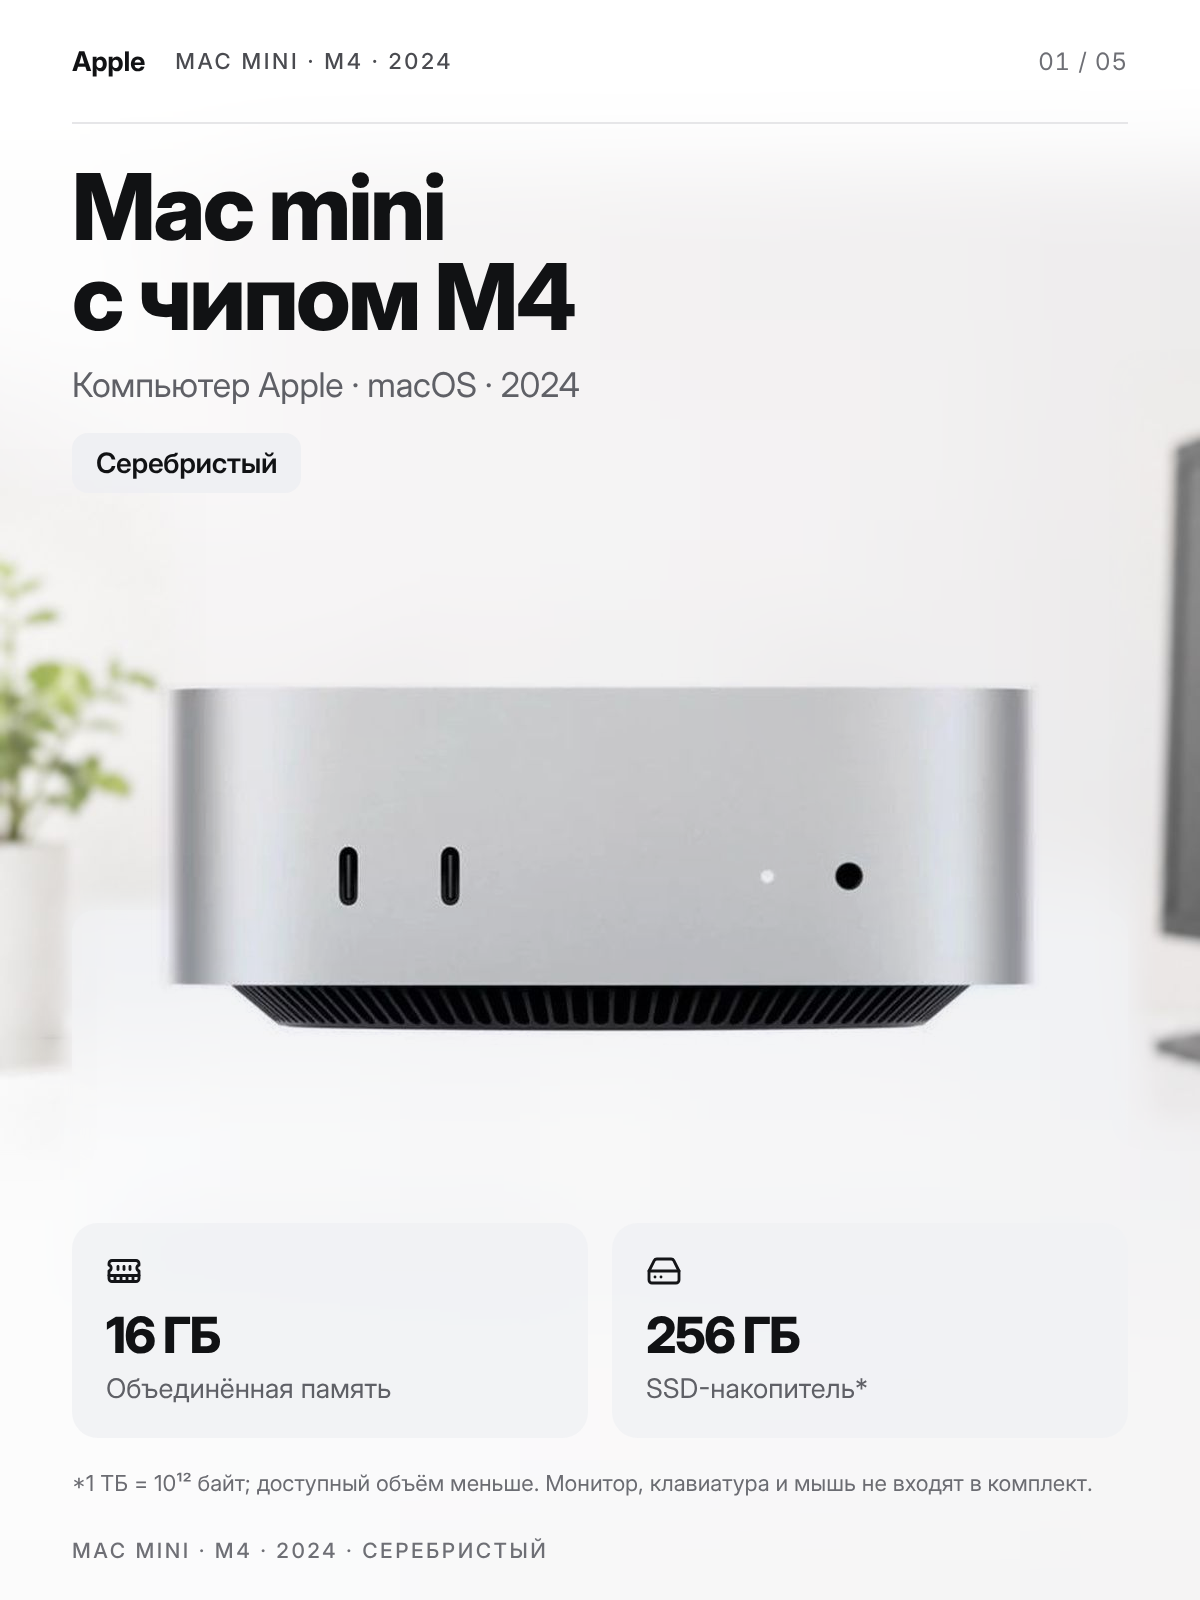 Apple MAC MINI · M4 · 2024 01 / 05
Mac mini
с чипом M4
Компьютер Apple · macOS · 2024
Серебристый
16 ГБ
Объединённая память
256 ГБ
SSD-накопитель*
*1 ТБ = 10¹² байт; доступный объём меньше. Монитор, клавиатура и мышь не входят в комплект.
MAC MINI · M4 · 2024 · СЕРЕБРИСТЫЙ